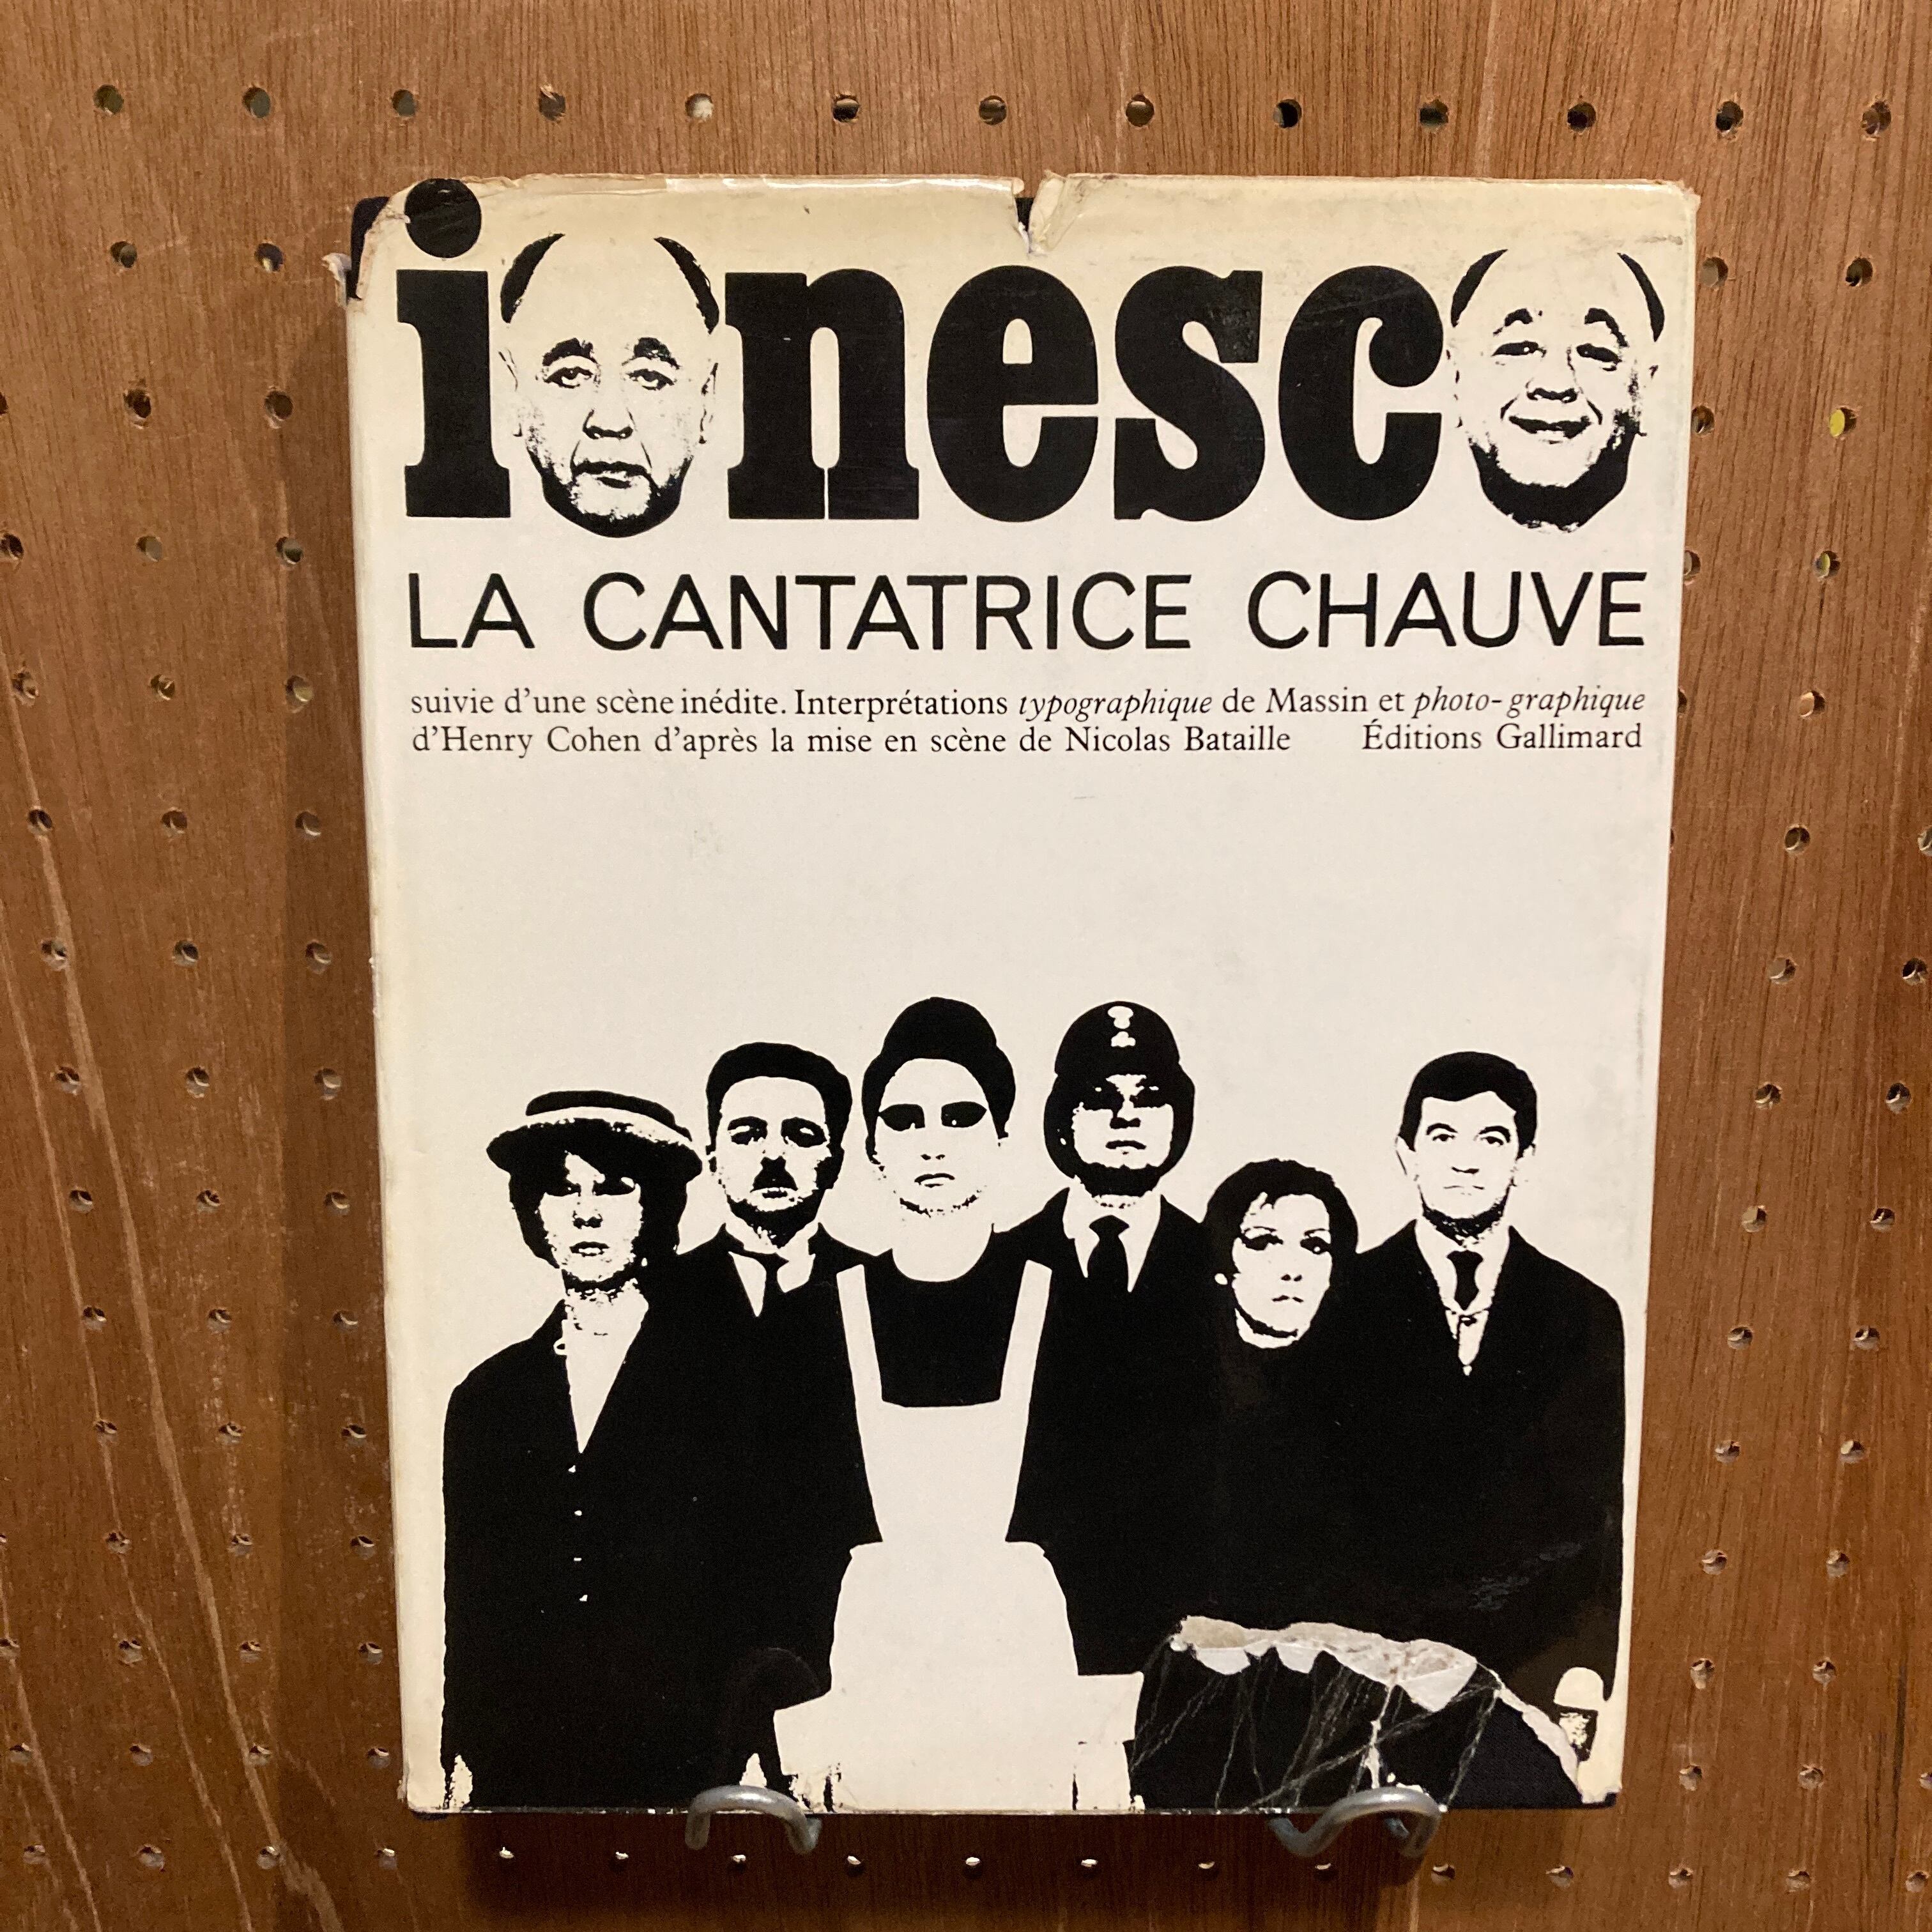 ionesco
LA CANTATRICE CHAUVE
suivie d'une scène inédite. Interprétations typographique de Massin et photo-graphique
d'Henry Cohen d'après la mise en scène de Nicolas Bataille Éditions Gallimard